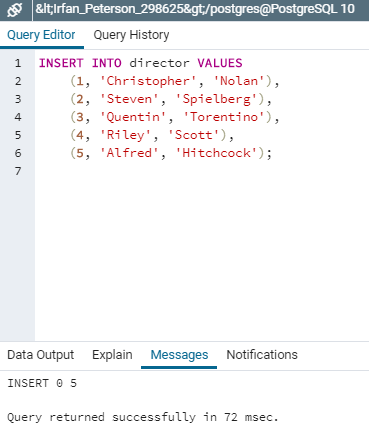 &lt;Irfan_Peterson_298625&gt;/postgres@PostgreSQL 10
Query Editor Query History
1 INSERT INTO director VALUES
2 (1, 'Christopher', 'Nolan'),
3 (2, 'Steven', 'Spielberg'),
4 (3, 'Quentin', 'Torentino'),
5 (4, 'Riley', 'Scott'),
6 (5, 'Alfred', 'Hitchcock');
7
Data Output Explain Messages Notifications
INSERT 0 5
Query returned successfully in 72 msec.